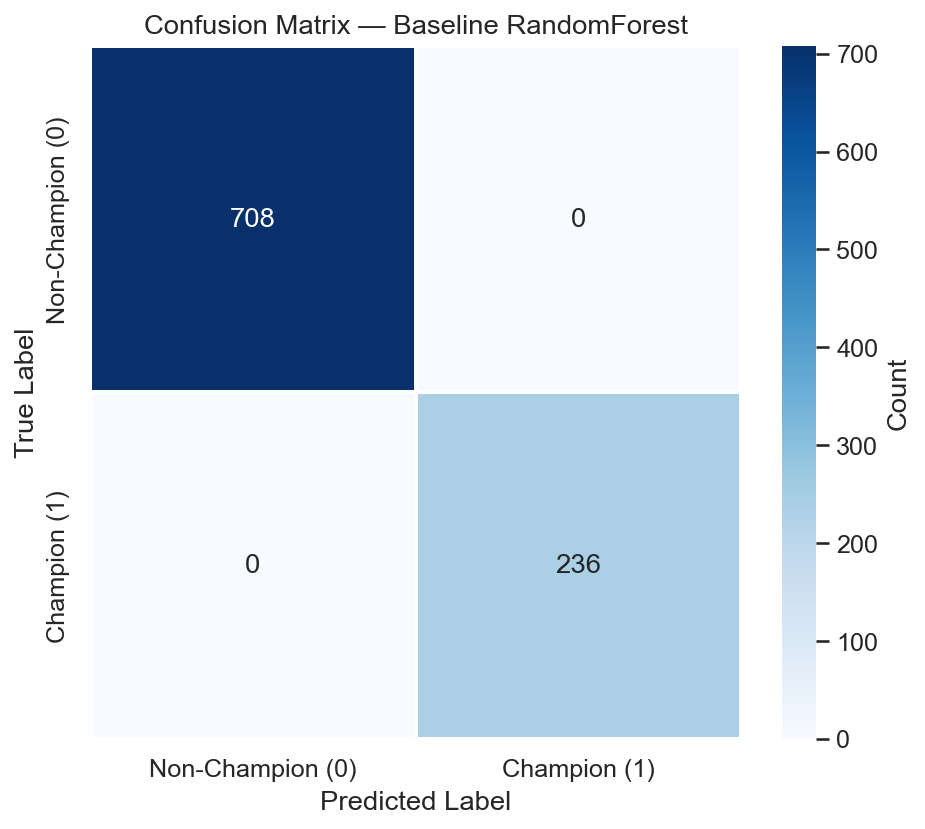 Confusion Matrix — Baseline RandomForest
True Label
Non-Champion (0)
708
0
Champion (1)
0
236
Non-Champion (0)
Champion (1)
Predicted Label
700
600
500
400
300
200
100
0
Count